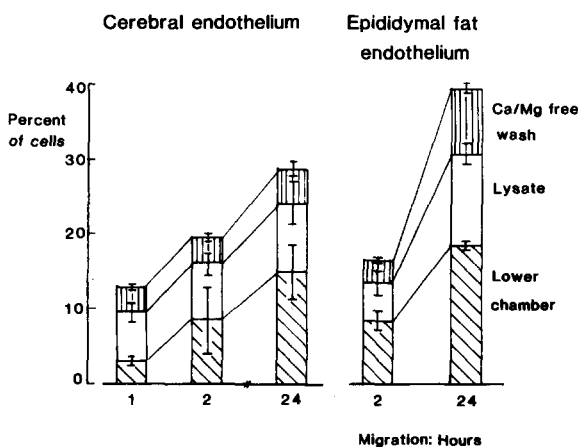 Cerebral endothelium
Epididymal fat
endothelium
Percent
of cells
40
30
20
10
0
1
2
24
2
24
Ca/Mg free
wash
Lysate
Lower
chamber
Migration: Hours